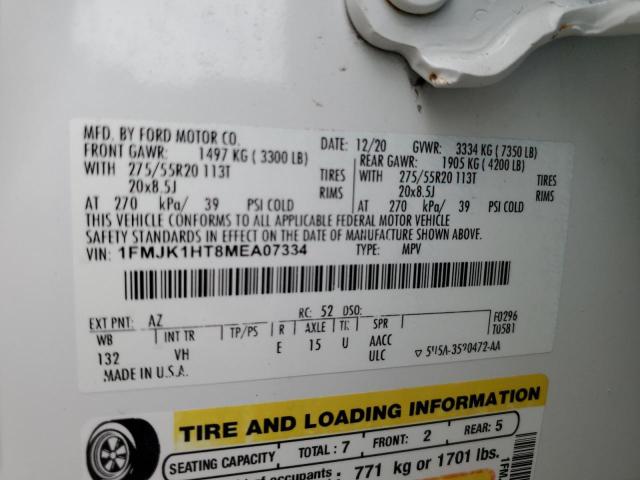 MFD. BY FORD MOTOR CO. 12/20 GVWR: 3334 KG (7350 LB)
FRONT GAWR: 1497 KG (3300 LB) REAR GAWR: 1905 KG (4200 LB)
WITH 275/55R20 113T TIRES WITH 275/55R20 113T TIRES
20x8.5J RIMS 20x8.5J RIMS
AT 270 kPa/ 39 PSI COLD AT 270 kPa/ 39 PSI COLD
THIS VEHICLE CONFORMS TO ALL APPLICABLE FEDERAL MOTOR VEHICLE
SAFETY STANDARDS IN EFFECT ON THE DATE OF MANUFACTURE SHOWN ABOVE.
VIN: 1FMJK1HT8MEA07334 TYPE: MPV
EXT PNT: AZ RC: 52 DSO: F0296
WB INT TR TP/PS R AXLE TR SPR T0581
132 VH E 15 U AACC
ULC
MADE IN U.S.A.
TIRE AND LOADING INFORMATION
SEATING CAPACITY TOTAL: 7 FRONT: 2 REAR: 5
occupants 771 kg or 1701 lbs.